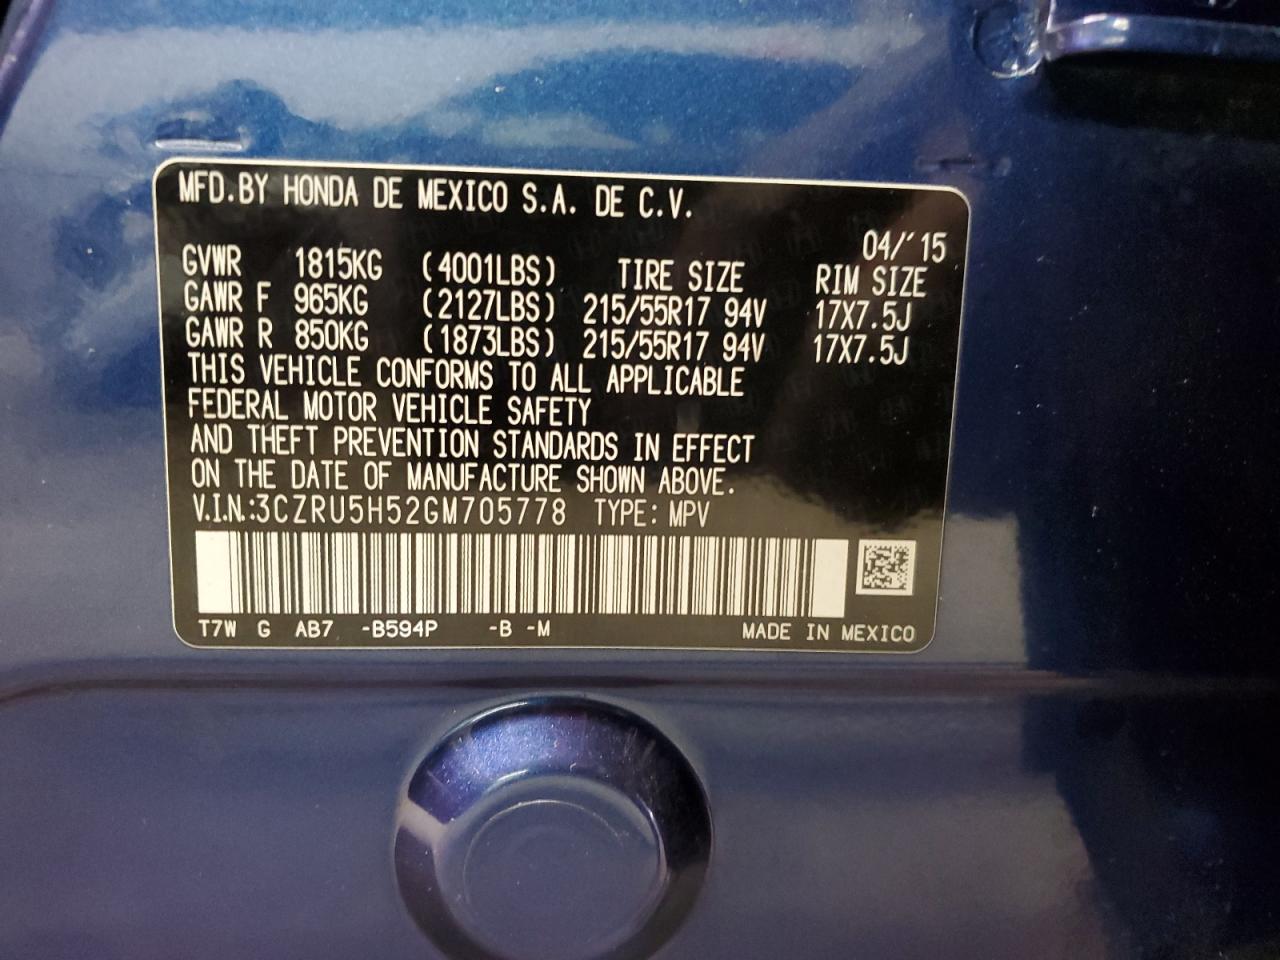 MFD.BY HONDA DE MEXICO S.A. DE C.V.
04/'15
GVWR 1815KG (4001LBS) TIRE SIZE RIM SIZE
GAWR F 965KG (2127LBS) 215/55R17 94V 17X7.5J
GAWR R 850KG (1873LBS) 215/55R17 94V 17X7.5J
THIS VEHICLE CONFORMS TO ALL APPLICABLE
FEDERAL MOTOR VEHICLE SAFETY
AND THEFT PREVENTION STANDARDS IN EFFECT
ON THE DATE OF MANUFACTURE SHOWN ABOVE.
V.I.N.:3CZRU5H52GM705778 TYPE: MPV
T7W G AB7 -B594P -B -M MADE IN MEXICO